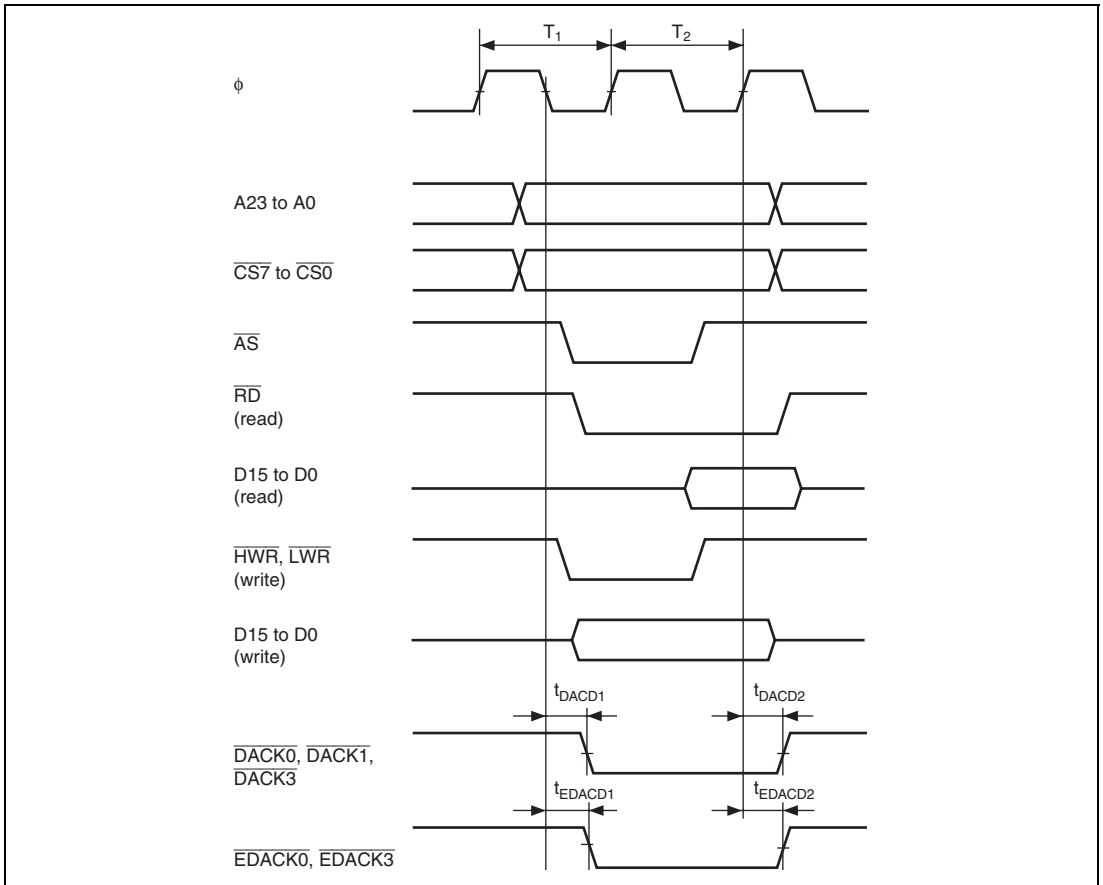 T1 T2
φ
A23 to A0
CS7 to CS0
AS
RD
(read)
D15 to D0
(read)
HWR, LWR
(write)
D15 to D0
(write)
tDACD1 tDACD2
DACK0, DACK1,
DACK3
tEDACD1 tEDACD2
EDACK0, EDACK3